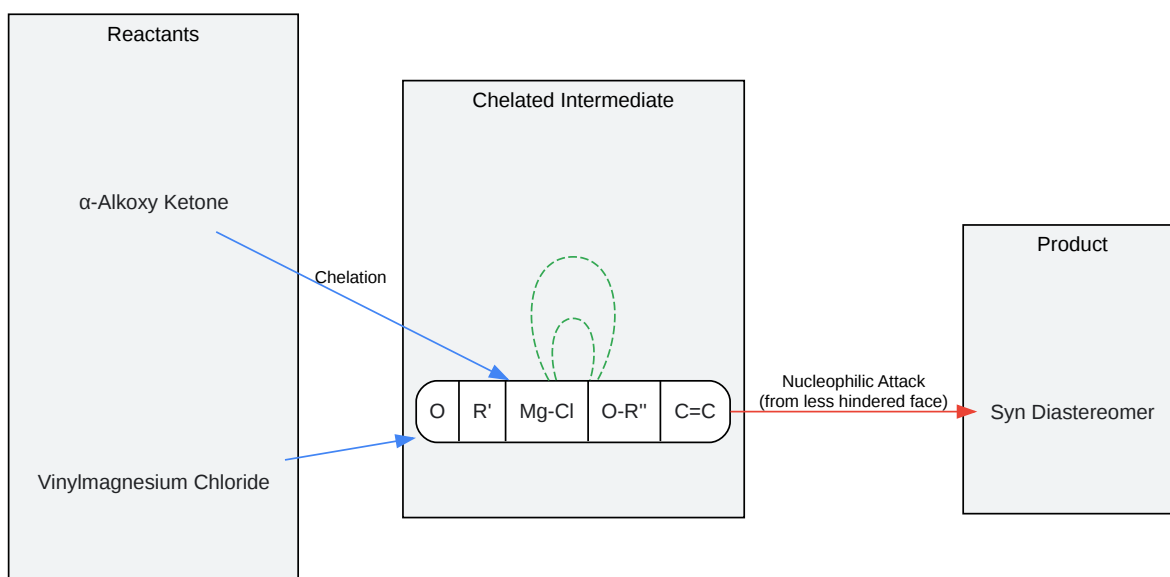 Reactants
α-Alkoxy Ketone
Vinylmagnesium Chloride
Chelation
Chelated Intermediate
O
R'
Mg-Cl
O-R"
C=C
Nucleophilic Attack
(from less hindered face)
Product
Syn Diastereomer